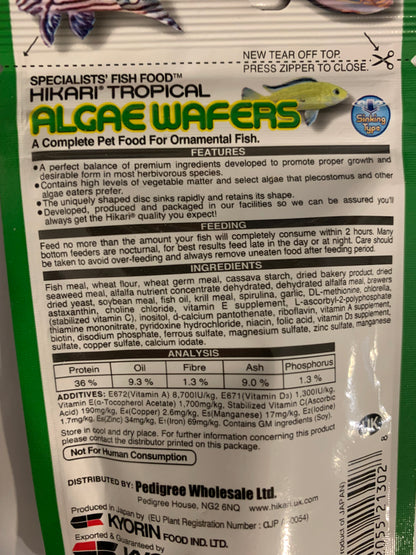 NEW TEAR OFF TOP.
PRESS ZIPPER TO CLOSE
SPECIALISTS' FISH FOOD™
HIKARI® TROPICAL
ALGAE WAFERS
A Complete Pet Food For Ornamental Fish.
Sinking
Type
FEATURES
•A perfect balance of premium ingredients developed to promote proper growth and
desirable form in most herbivorous species.
•Contains high levels of vegetable matter and select algae that plecostomus and other
algae eaters prefer.
•The uniquely shaped disc sinks rapidly and retains its shape.
•Developed, produced and packaged in our facilities so we can be assured you'll
always get the Hikari® quality you expect!
FEEDING
Feed no more than the amount your fish will completely consume within 2 hours. Many
bottom feeders are nocturnal, for best results feed late in the day or at night. Care should
be taken to avoid over-feeding and always remove uneaten food after feeding period.
INGREDIENTS
Fish meal, wheat flour, wheat germ meal, cassava starch, dried bakery product, dried
seaweed meal, alfalfa nutrient concentrate dehydrated, dehydrated alfalfa meal, brewers
dried yeast, soybean meal, fish oil, krill meal, spirulina, garlic, DL-methionine, chlorella,
astaxanthin, choline chloride, vitamin E supplement, L-ascorbyl-2-polyphosphate
(stabilized vitamin C), inositol, d-calcium pantothenate, riboflavin, vitamin A supplement,
thiamine mononitrate, pyridoxine hydrochloride, niacin, folic acid, vitamin D₃ supplement,
biotin, disodium phosphate, ferrous sulfate, magnesium sulfate, zinc sulfate, manganese
sulfate, copper sulfate, calcium iodate.
ANALYSIS
Protein Oil Fibre Ash Phosphorus
36 % 9.3 % 1.3 % 9.0 % 1.3 %
ADDITIVES: E672(Vitamin A) 8,700IU/kg, E671 (Vitamin D₃) 1,300IU/kg,
Vitamin E(α-Tocopherol Acetate) 1,700mg/kg, Stabilized Vitamin C(Ascorbic
Acid) 190mg/kg, E₄(Copper) 2.6mg/kg, E₅(Manganese) 17mg/kg, E₂(Iodine)
1.7mg/kg, E₆(Zinc) 34mg/kg, E₁(Iron) 69mg/kg. Contains GM ingredients (Soy).
Store in cool and dry place. For further information concerning this product
please contact the distributor printed on this package.
Not For Human Consumption
UK
DISTRIBUTED BY: Pedigree Wholesale Ltd.
Pedigree House, NG2 6NQ www.hikari.uk.com
Produced in Japan by (EU Plant Registration Number :
KYORIN FOOD IND. LTD.
Exported & Guaranteed by